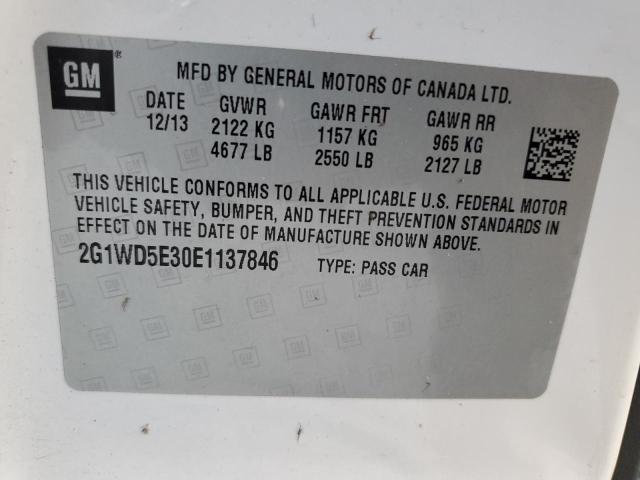 GM ®
MFD BY GENERAL MOTORS OF CANADA LTD.
DATE GVWR GAWR FRT GAWR RR
12/13 2122 KG 1157 KG 965 KG
4677 LB 2550 LB 2127 LB
THIS VEHICLE CONFORMS TO ALL APPLICABLE U.S. FEDERAL MOTOR
VEHICLE SAFETY, BUMPER, AND THEFT PREVENTION STANDARDS IN
EFFECT ON THE DATE OF MANUFACTURE SHOWN ABOVE.
2G1WD5E30E1137846 TYPE: PASS CAR